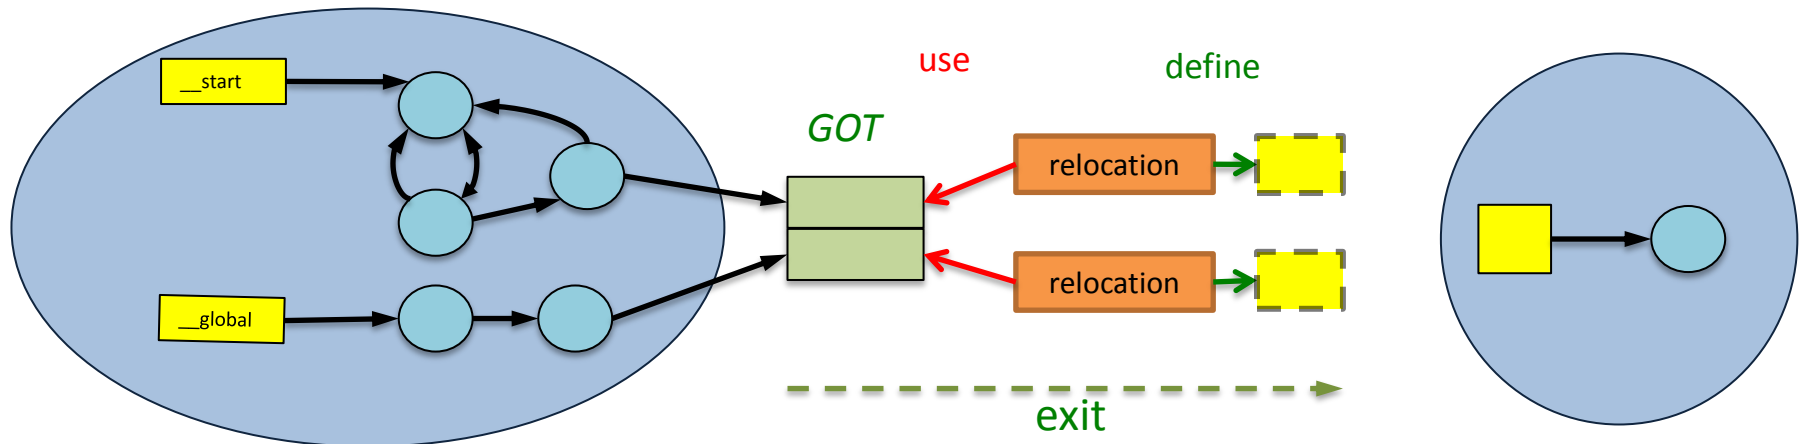 __start
__global
GOT
use
define
relocation
relocation
exit